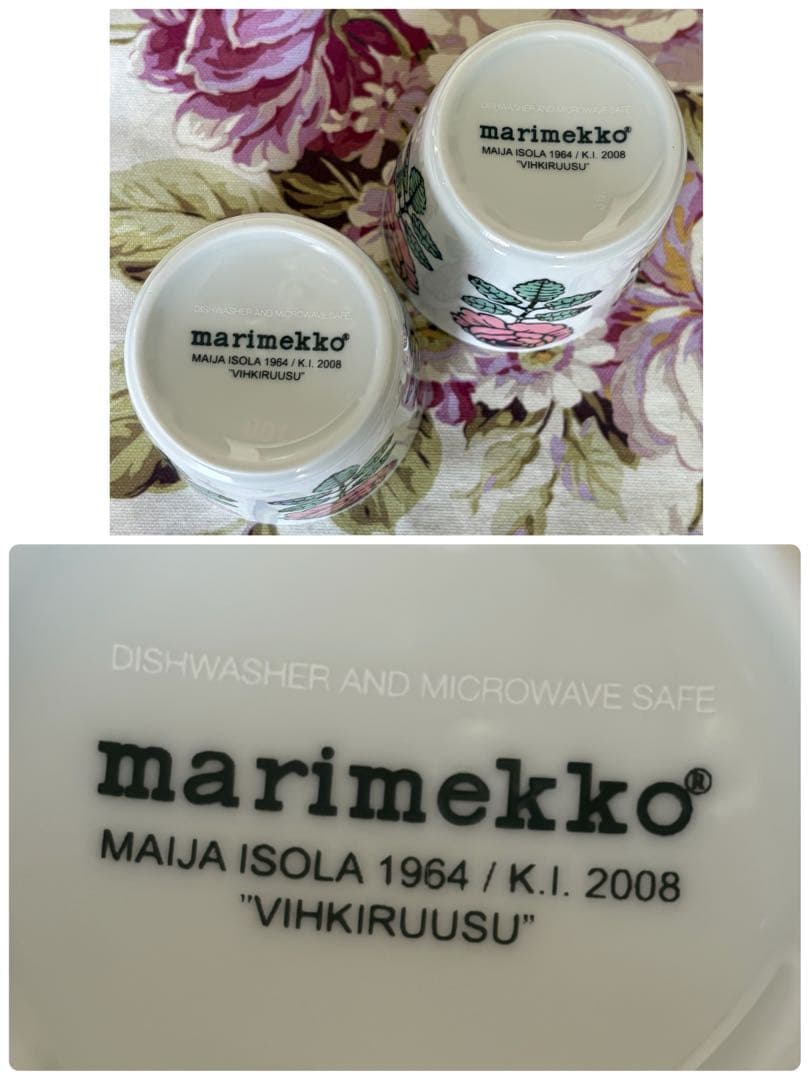 DISHWASHER AND MICROWAVE SAFE
marimekko®
MAIJA ISOLA 1964 / K.I. 2008
"VIHKIRUUSU"
DISHWASHER AND MICROWAVE SAFE
marimekko®
MAIJA ISOLA 1964 / K.I. 2008
"VIHKIRUUSU"
DISHWASHER AND MICROWAVE SAFE
marimekko®
MAIJA ISOLA 1964 / K.I. 2008
”VIHKIRUUSU”